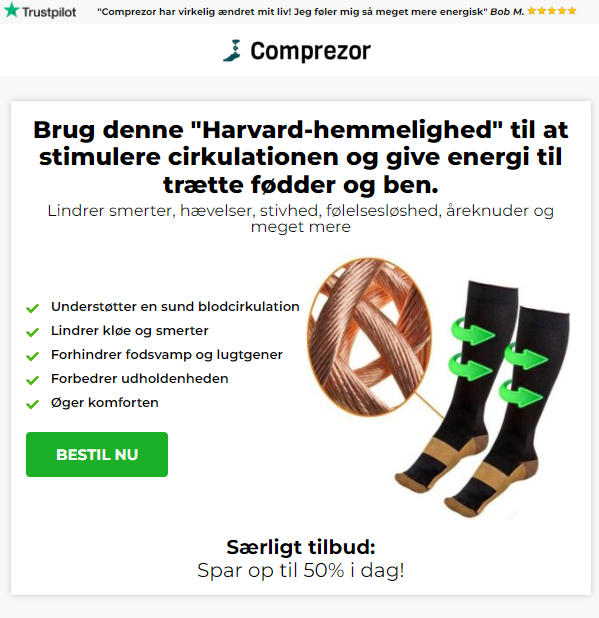 Trustpilot "Comprezor har virkelig ændret mit liv! Jeg føler mig så meget mere energisk" Bob M.
Comprezor
Brug denne "Harvard-hemmelighed" til at
stimulere cirkulationen og give energi til
trætte fødder og ben.
Lindrer smerter, hævelser, stivhed, følelsesløshed, åreknuder og
meget mere
Understøtter en sund blodcirkulation
Lindrer kløe og smerter
Forhindrer fodsvamp og lugtgener
Forbedrer udholdenheden
Øger komforten
BESTIL NU
Særligt tilbud:
Spar op til 50% i dag!